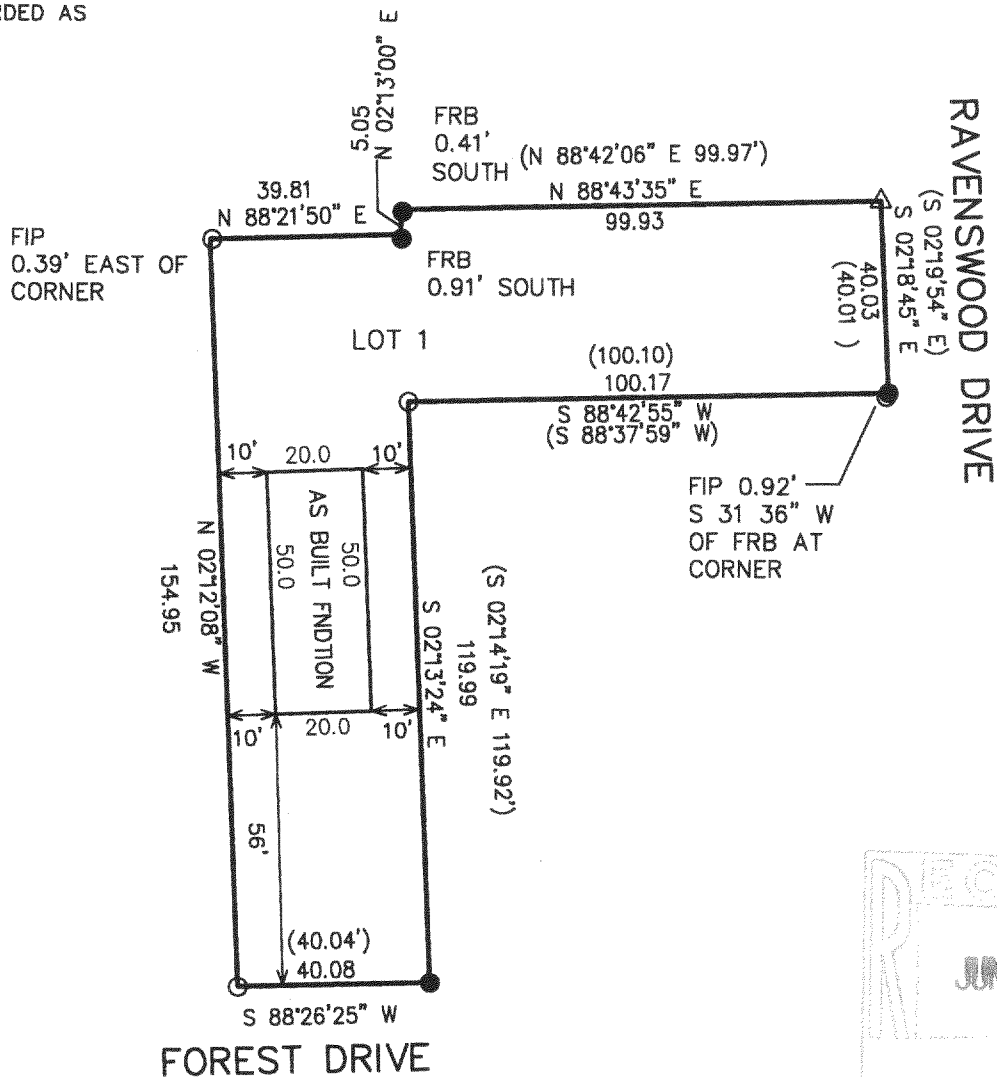 RDED AS
5.05
N 02°13'00" E
FRB
0.41'
SOUTH
(N 88°42'06" E 99.97')
N 88°43'35" E
99.93
39.81
N 88°21'50" E
FIP
0.39' EAST OF
CORNER
FRB
0.91' SOUTH
RAVENSWOOD DRIVE
(S 02°19'54" E)
S 02°18'45" E
40.03
(40.01 )
LOT 1
(100.10)
100.17
S 88°42'55" W
(S 88°37'59" W)
FIP 0.92'
S 31 36" W
OF FRB AT
CORNER
10'
20.0
10'
AS BUILT FNDTION
50.0
50.0
N 02°12'08" W
154.95
(S 02°14'19" E 119.92')
119.99
S 02°13'24" E
10'
20.0
10'
56'
(40.04')
40.08
S 88°26'25" W
FOREST DRIVE
REC
JUN